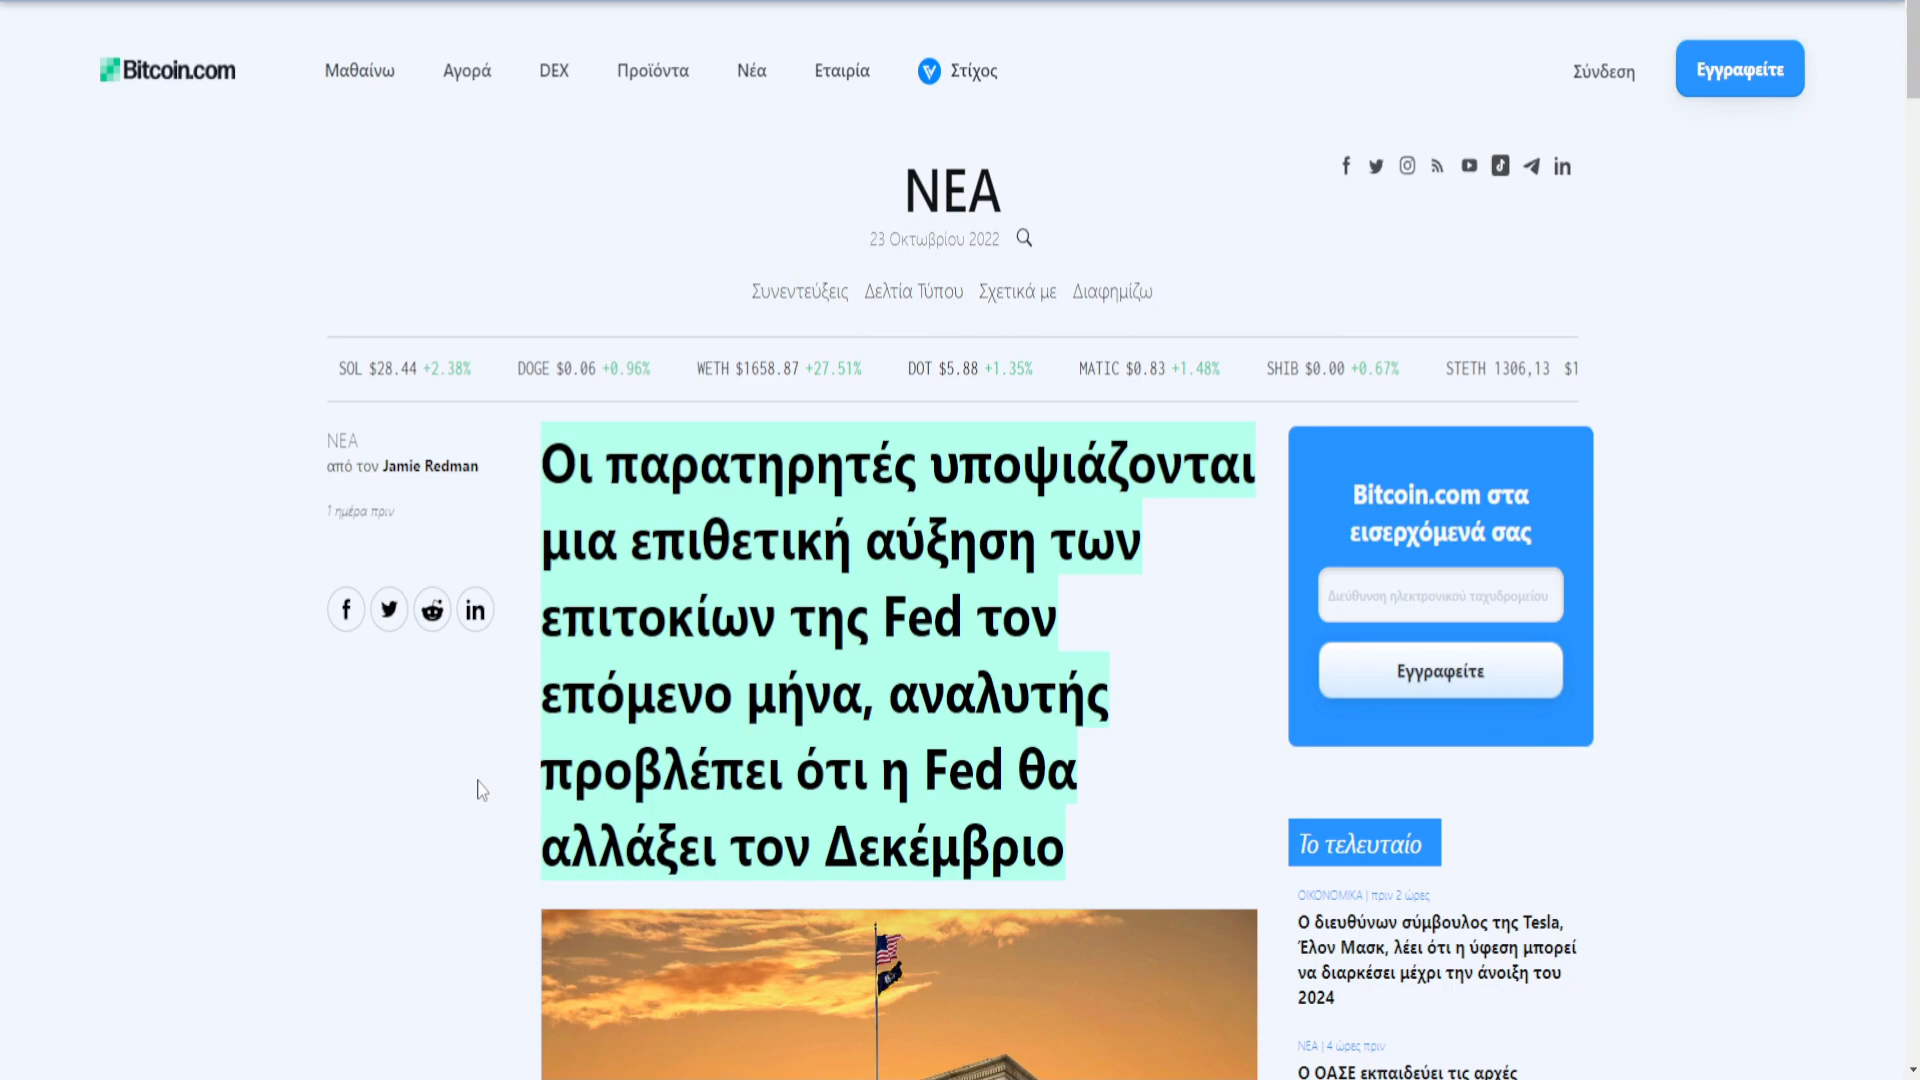 Bitcoin.com
Μαθαίνω Αγορά DEX Προϊόντα Νέα Εταιρία Στίχος
Σύνδεση Εγγραφείτε
ΝΕΑ
23 Οκτωβρίου 2022
Συνεντεύξεις Δελτία Τύπου Σχετικά με Διαφημίζω
SOL $28.44 +2.38% DOGE $0.06 +0.96% WETH $1658.87 +27.51% DOT $5.88 +1.35% MATIC $0.83 +1.48% SHIB $0.00 +0.67% STETH 1306,13 $1
ΝΕΑ
από τον Jamie Redman
1 ημέρα πριν
Οι παρατηρητές υποψιάζονται
μια επιθετική αύξηση των
επιτοκίων της Fed τον
επόμενο μήνα, αναλυτής
προβλέπει ότι η Fed θα
αλλάξει τον Δεκέμβριο
Bitcoin.com στα
εισερχόμενά σας
Διεύθυνση ηλεκτρονικού ταχυδρομείου
Εγγραφείτε
Το τελευταίο
ΟΙΚΟΝΟΜΙΚΑ | πριν 2 ώρες
Ο διευθύνων σύμβουλος της Tesla,
Έλον Μασκ, λέει ότι η ύφεση μπορεί
να διαρκέσει μέχρι την άνοιξη του
2024
ΝΕΑ | 4 ώρες πριν
Ο ΟΑΣΕ εκπαιδεύει τις αρχές